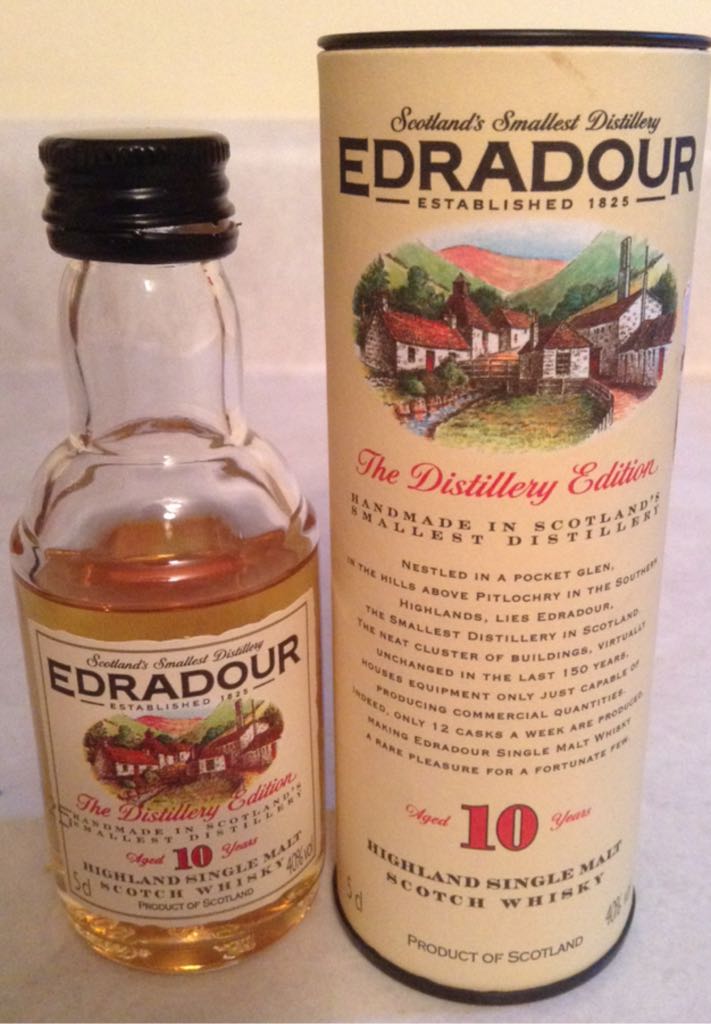 Scotland's Smallest Distillery
EDRADOUR
ESTABLISHED 1825
The Distillery Edition
HANDMADE IN SCOTLAND'S
SMALLEST DISTILLERY
Aged 10 Years
HIGHLAND SINGLE MALT
SCOTCH WHISKY
5cl
40%vol
PRODUCT OF SCOTLAND
Scotland's Smallest Distillery
EDRADOUR
ESTABLISHED 1825
The Distillery Edition
HANDMADE IN SCOTLAND'S
SMALLEST DISTILLERY
NESTLED IN A POCKET GLEN,
IN THE HILLS ABOVE PITLOCHRY IN THE SOUTHERN
HIGHLANDS, LIES EDRADOUR,
THE SMALLEST DISTILLERY IN SCOTLAND.
THE NEAT CLUSTER OF BUILDINGS, VIRTUALLY
UNCHANGED IN THE LAST 150 YEARS,
HOUSES EQUIPMENT ONLY JUST CAPABLE OF
PRODUCING COMMERCIAL QUANTITIES.
INDEED, ONLY 12 CASKS A WEEK ARE PRODUCED,
MAKING EDRADOUR SINGLE MALT WHISKY
A RARE PLEASURE FOR A FORTUNATE FEW.
Aged 10 Years
HIGHLAND SINGLE MALT
SCOTCH WHISKY
5cl
40%
PRODUCT OF SCOTLAND